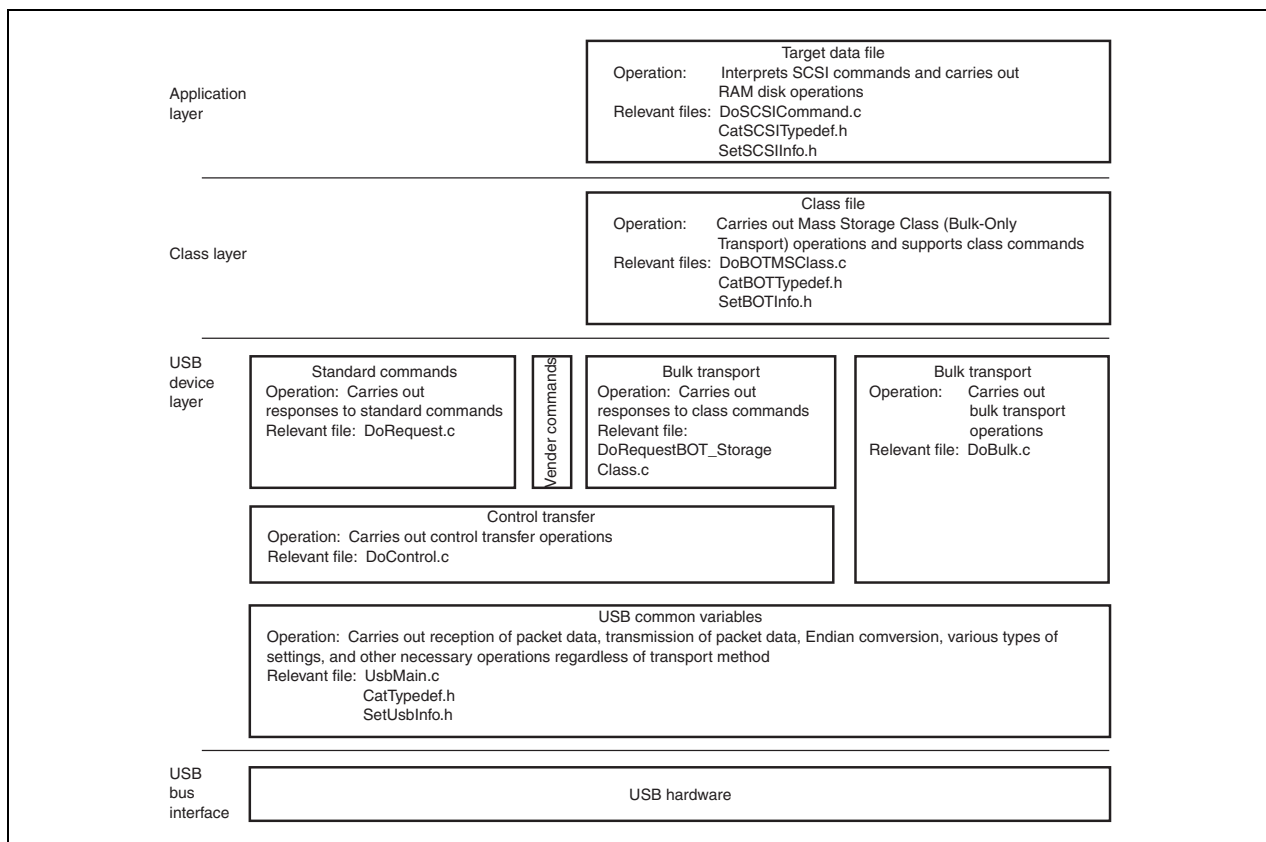 Application
layer
Target data file
Operation: Interprets SCSI commands and carries out
RAM disk operations
Relevant files: DoSCSICommand.c
CatSCSITypedef.h
SetSCSIInfo.h
Class layer
Class file
Operation: Carries out Mass Storage Class (Bulk-Only
Transport) operations and supports class commands
Relevant files: DoBOTMSClass.c
CatBOTTypedef.h
SetBOTInfo.h
USB
device
layer
Standard commands
Operation: Carries out
responses to standard commands
Relevant file: DoRequest.c
Vender commands
Bulk transport
Operation: Carries out
responses to class commands
Relevant file:
DoRequestBOT_Storage
Class.c
Bulk transport
Operation: Carries out
bulk transport
operations
Relevant file: DoBulk.c
Control transfer
Operation: Carries out control transfer operations
Relevant file: DoControl.c
USB common variables
Operation: Carries out reception of packet data, transmission of packet data, Endian comversion, various types of
settings, and other necessary operations regardless of transport method
Relevant file: UsbMain.c
CatTypedef.h
SetUsbInfo.h
USB
bus
interface
USB hardware